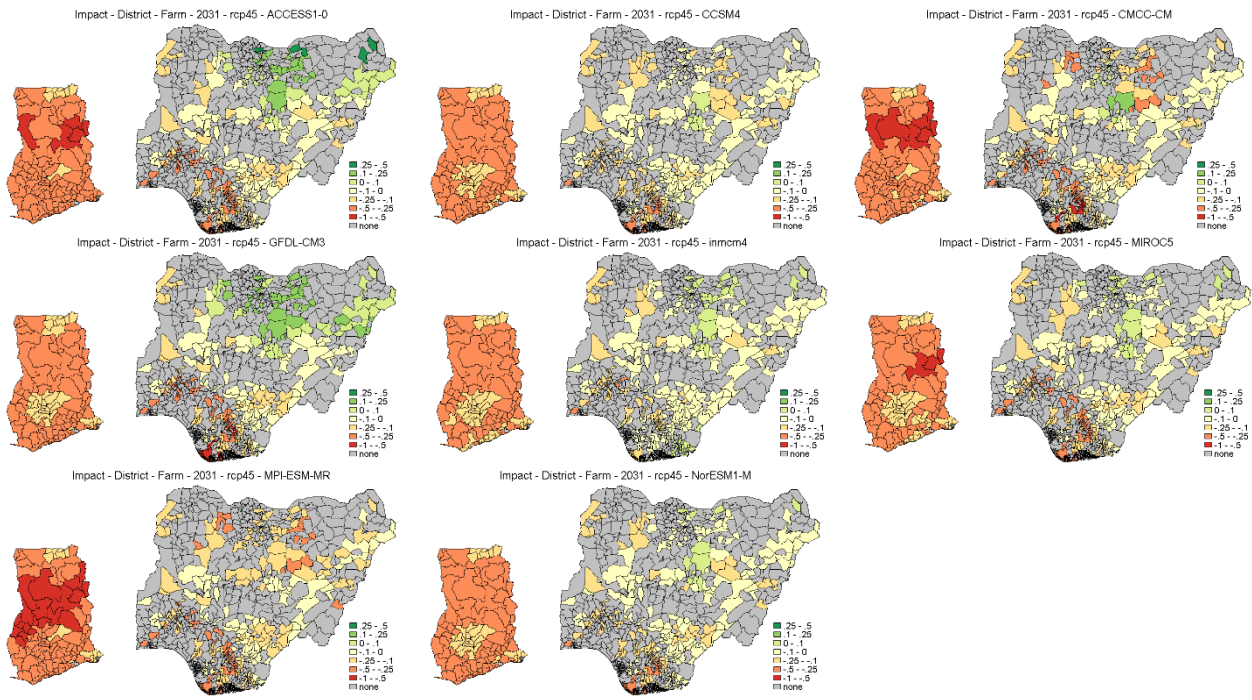 Impact - District - Farm - 2031 - rcp45 - ACCESS1-0
.25 - .5
.1 - .25
0 - .1
-.1 - 0
-.25 - -.1
-.5 - -.25
-1 - -.5
none
Impact - District - Farm - 2031 - rcp45 - CCSM4
.25 - .5
.1 - .25
0 - .1
-.1 - 0
-.25 - -.1
-.5 - -.25
-1 - -.5
none
Impact - District - Farm - 2031 - rcp45 - CMCC-CM
.25 - .5
.1 - .25
0 - .1
-.1 - 0
-.25 - -.1
-.5 - -.25
-1 - -.5
none
Impact - District - Farm - 2031 - rcp45 - GFDL-CM3
.25 - .5
.1 - .25
0 - .1
-.1 - 0
-.25 - -.1
-.5 - -.25
-1 - -.5
none
Impact - District - Farm - 2031 - rcp45 - inmcm4
.25 - .5
.1 - .25
0 - .1
-.1 - 0
-.25 - -.1
-.5 - -.25
-1 - -.5
none
Impact - District - Farm - 2031 - rcp45 - MIROC5
.25 - .5
.1 - .25
0 - .1
-.1 - 0
-.25 - -.1
-.5 - -.25
-1 - -.5
none
Impact - District - Farm - 2031 - rcp45 - MPI-ESM-MR
.25 - .5
.1 - .25
0 - .1
-.1 - 0
-.25 - -.1
-.5 - -.25
-1 - -.5
none
Impact - District - Farm - 2031 - rcp45 - NorESM1-M
.25 - .5
.1 - .25
0 - .1
-.1 - 0
-.25 - -.1
-.5 - -.25
-1 - -.5
none